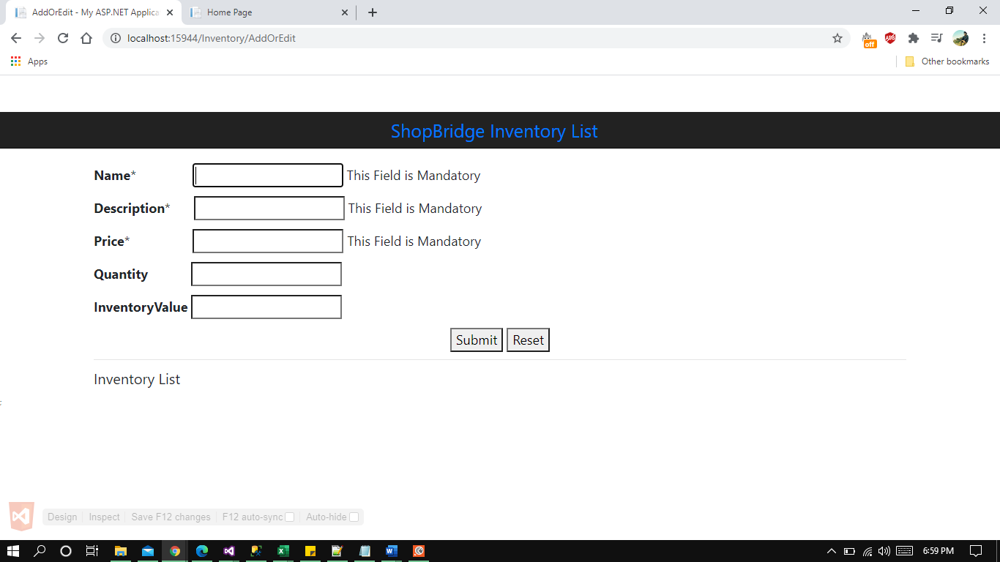 AddOrEdit - My ASP.NET Applica
Home Page
localhost:15944/Inventory/AddOrEdit
off
ABP
Apps
Other bookmarks
ShopBridge Inventory List
Name* This Field is Mandatory
Description* This Field is Mandatory
Price* This Field is Mandatory
Quantity
InventoryValue
Submit Reset
Inventory List
Design Inspect Save F12 changes F12 auto-sync Auto-hide
6:59 PM